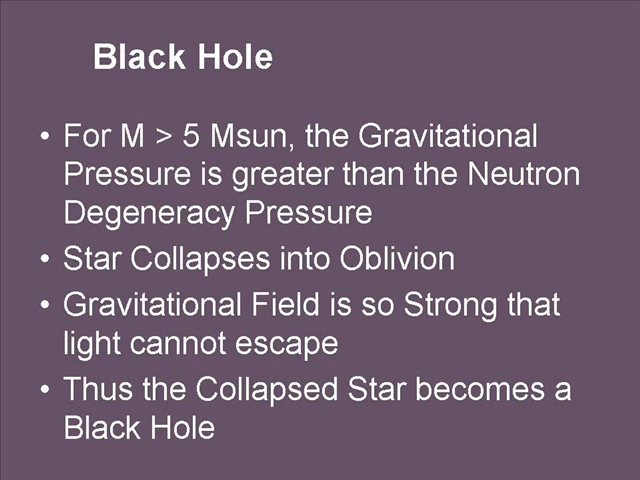 Black Hole
• For M > 5 Msun, the Gravitational
Pressure is greater than the Neutron
Degeneracy Pressure
• Star Collapses into Oblivion
• Gravitational Field is so Strong that
light cannot escape
• Thus the Collapsed Star becomes a
Black Hole